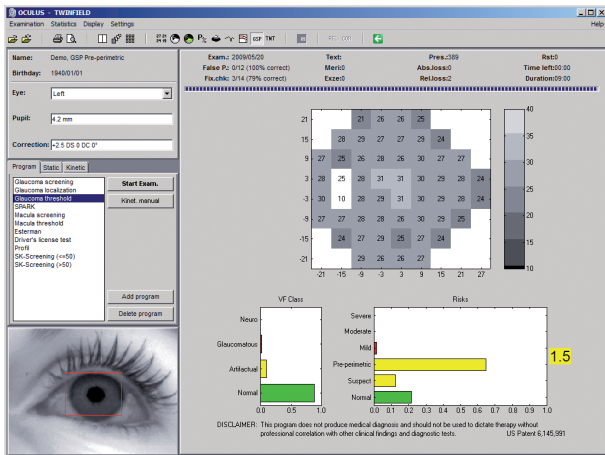 OCULUS - TWINFIELD
Examination Statistics Display Settings Help
GSP TNT REL. COR
Name: Demo, GSP Pre-perimetric
Birthday: 1940/01/01
Eye: Left
Pupil: 4.2 mm
Correction: +2.5 DS 0 DC 0°
Program Static Kinetic
Glaucoma screening
Glaucoma localization
Glaucoma threshold
SPARK
Macula screening
Macula threshold
Esterman
Driver's license test
Profil
SK-Screening (<=50)
SK-Screening (>50)
Start Exam.
Kinet. manual
Add program
Delete program
Exam.: 2009/05/20 Text: Pres.:389 Rst:0
False P.: 0/12 (100% correct) Meri:0 Abs.loss:0 Time left:00:00
Fix.chk: 3/14 (79% correct) Exze:0 Rel.loss:2 Duration:09:00
21 21 26 26 25
15 28 29 27 27 29 24
9 27 25 26 28 26 30 27 27
3 28 25 28 31 31 30 29 28 24
-3 30 10 28 29 31 30 29 28 24
-9 25 27 28 28 26 30 29 27
-15 24 27 29 25 27 24
-21 29 26 26 27
-21 -15 -9 -3 3 9 15 21 27
40
35
30
25
20
15
10
VF Class
Neuro
Glaucomatous
Artifactual
Normal
0.0 0.5 1.0
Risks
Severe
Moderate
Mild
Pre-perimetric
Suspect
Normal
0.0 0.1 0.2 0.3 0.4 0.5 0.6 0.7 0.8 0.9 1.0
1.5
DISCLAIMER: This program does not produce medical diagnosis and should not be used to dictate therapy without
professional correlation with other clinical findings and diagnostic tests. US Patent 6,145,991